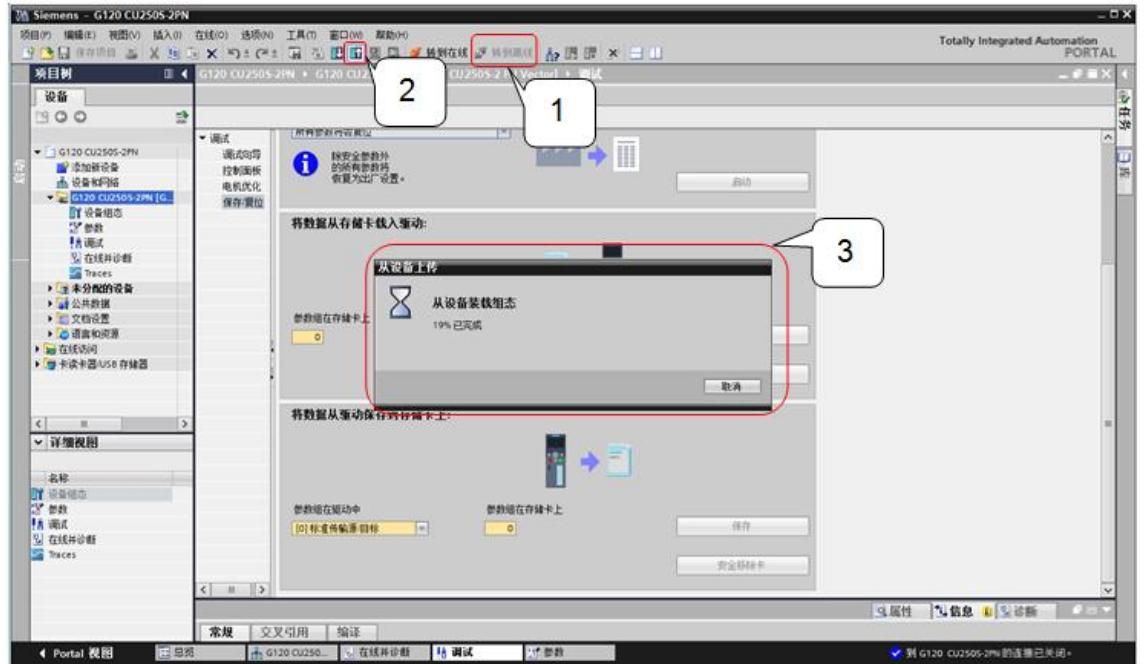 Siemens - G120 CU250S-2PN
项目(P) 编辑(E) 视图(V) 插入(I) 在线(O) 选项(N) 工具(T) 窗口(W) 帮助(H)
Totally Integrated Automation
PORTAL
保存项目
转到在线
转到离线
2
1
项目树
G120 CU250S-2PN
调试
设备
任务
库
调试
调试向导
控制面板
电机优化
保存/复位
所有参数将会复位
除安全参数外
的所有参数将
恢复为出厂设置。
启动
G120 CU250S-2PN
添加新设备
设备和网络
G120 CU250S-2PN [G...
设备组态
参数
调试
在线并诊断
Traces
未分配的设备
公共数据
文档设置
语言和资源
在线访问
读卡器/USB 存储器
将数据从存储卡载入驱动:
3
从设备上传
从设备装载组态
19% 已完成
取消
参数组在存储卡上
0
将数据从驱动保存到存储卡上:
参数组在驱动中
参数组在存储卡上
[0] 标准传输源/目标
0
保存
安全移除卡
详细视图
名称
设备组态
参数
调试
在线并诊断
Traces
属性
信息
诊断
常规
交叉引用
编译
Portal 视图
总览
G120 CU250...
在线并诊断
调试
参数
到 G120 CU250S-2PN 的连接已关闭。